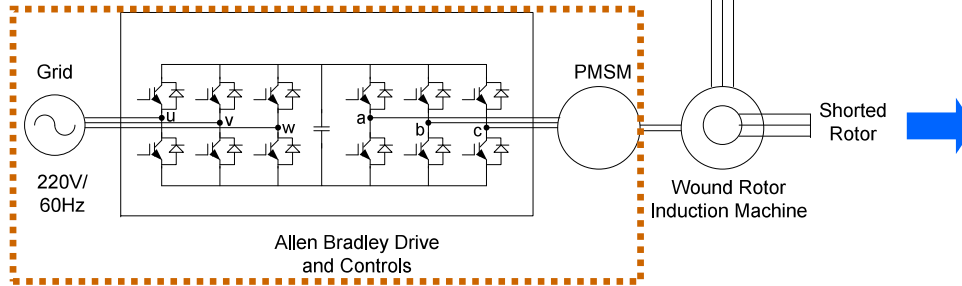 Grid
PMSM
u
v
w
a
b
c
Shorted
Rotor
220V/
60Hz
Wound Rotor
Induction Machine
Allen Bradley Drive
and Controls